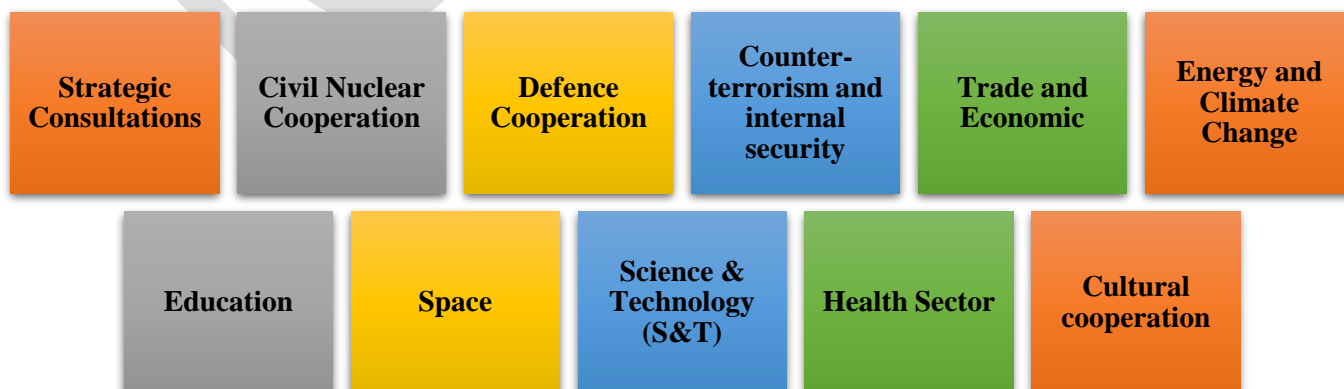 Strategic
Consultations
Civil Nuclear
Cooperation
Defence
Cooperation
Counter-
terrorism and
internal
security
Trade and
Economic
Energy and
Climate
Change
Education
Space
Science &
Technology
(S&T)
Health Sector
Cultural
cooperation